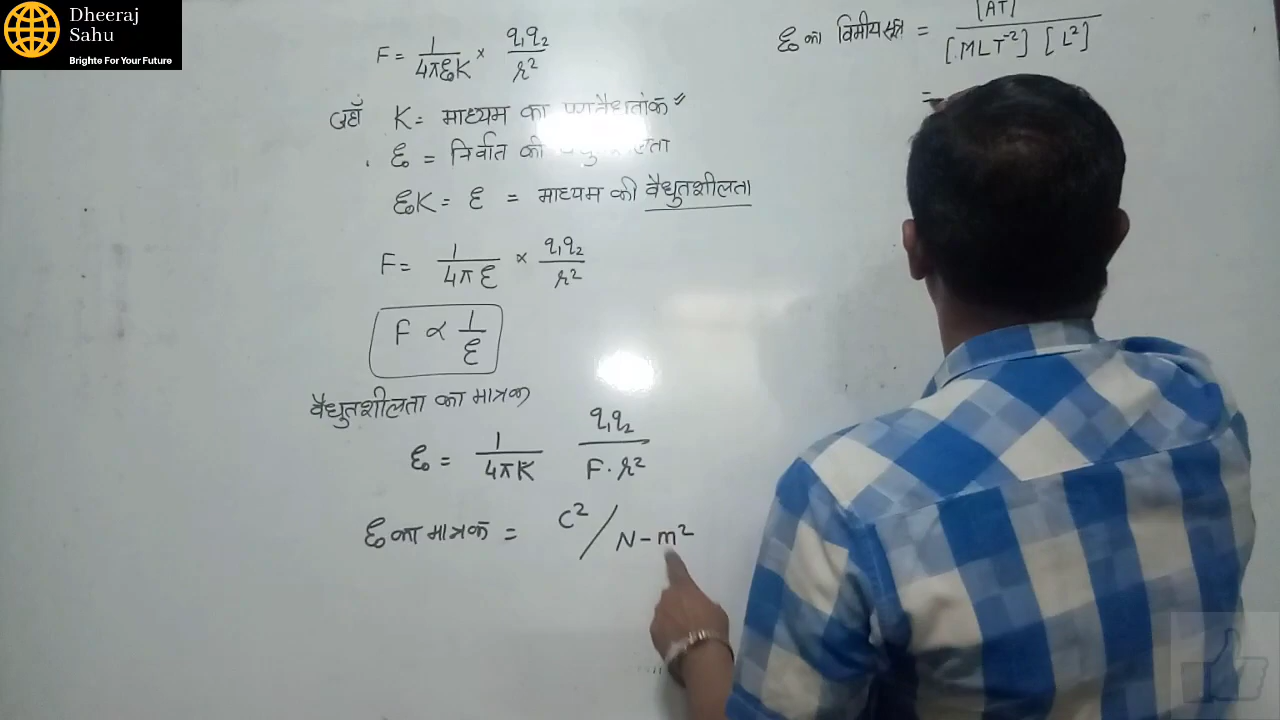 Dheeraj
Sahu
Brighte For Your Future
F = 1/4πε₀K × q₁q₂/r²
जहाँ K = माध्यम का
ε₀ = निर्वात की
ε₀K = ε = माध्यम की वैधुतशीलता
F = 1/4πε × q₁q₂/r²
F ∝ 1/ε
वैधुतशीलता का मात्रक
ε₀ = 1/4πK q₁q₂/F·r²
ε₀ का मात्रक = C²/N-m²
ε₀ का विमीय सूत्र = [AT]/[MLT⁻²] [L²]
=